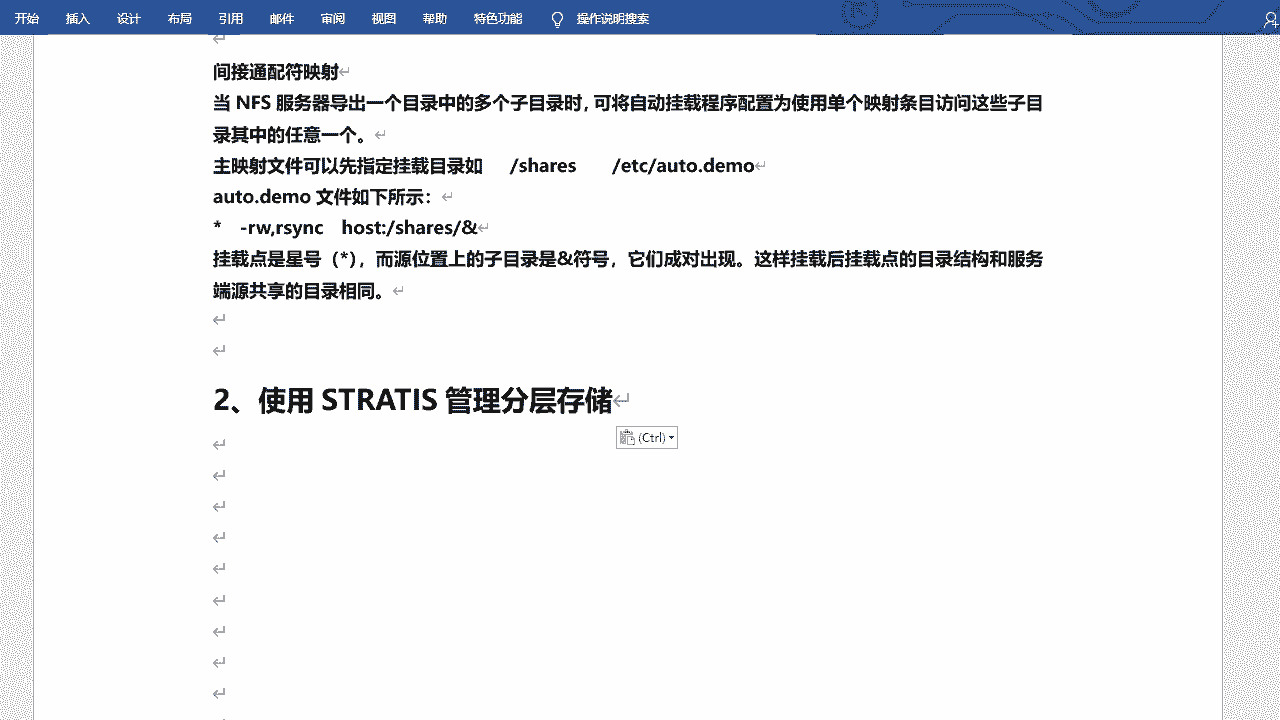 开始 插入 设计 布局 引用 邮件 审阅 视图 帮助 特色功能 操作说明搜索
间接通配符映射
当 NFS 服务器导出一个目录中的多个子目录时,可将自动挂载程序配置为使用单个映射条目访问这些子目
录其中的任意一个。
主映射文件可以先指定挂载目录如 /shares /etc/auto.demo
auto.demo 文件如下所示：
* -rw,rsync host:/shares/&
挂载点是星号（*），而源位置上的子目录是&符号，它们成对出现。这样挂载后挂载点的目录结构和服务
端源共享的目录相同。
2、使用 STRATIS 管理分层存储
(Ctrl)